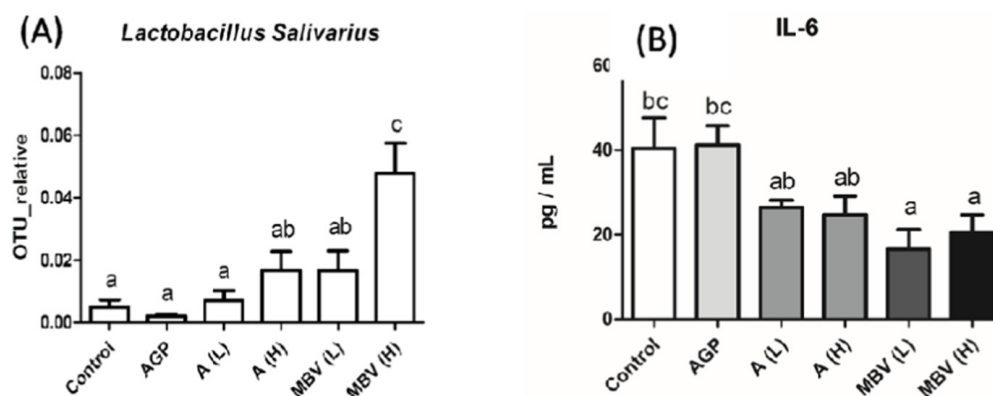 (A) Lactobacillus Salivarius
OTU_relative
0.08
0.06
0.04
0.02
0.00
a
a
a
ab
ab
c
Control
AGP
A (L)
A (H)
MBV (L)
MBV (H)
(B) IL-6
pg / mL
60
40
20
0
bc
bc
ab
ab
a
a
Control
AGP
A (L)
A (H)
MBV (L)
MBV (H)